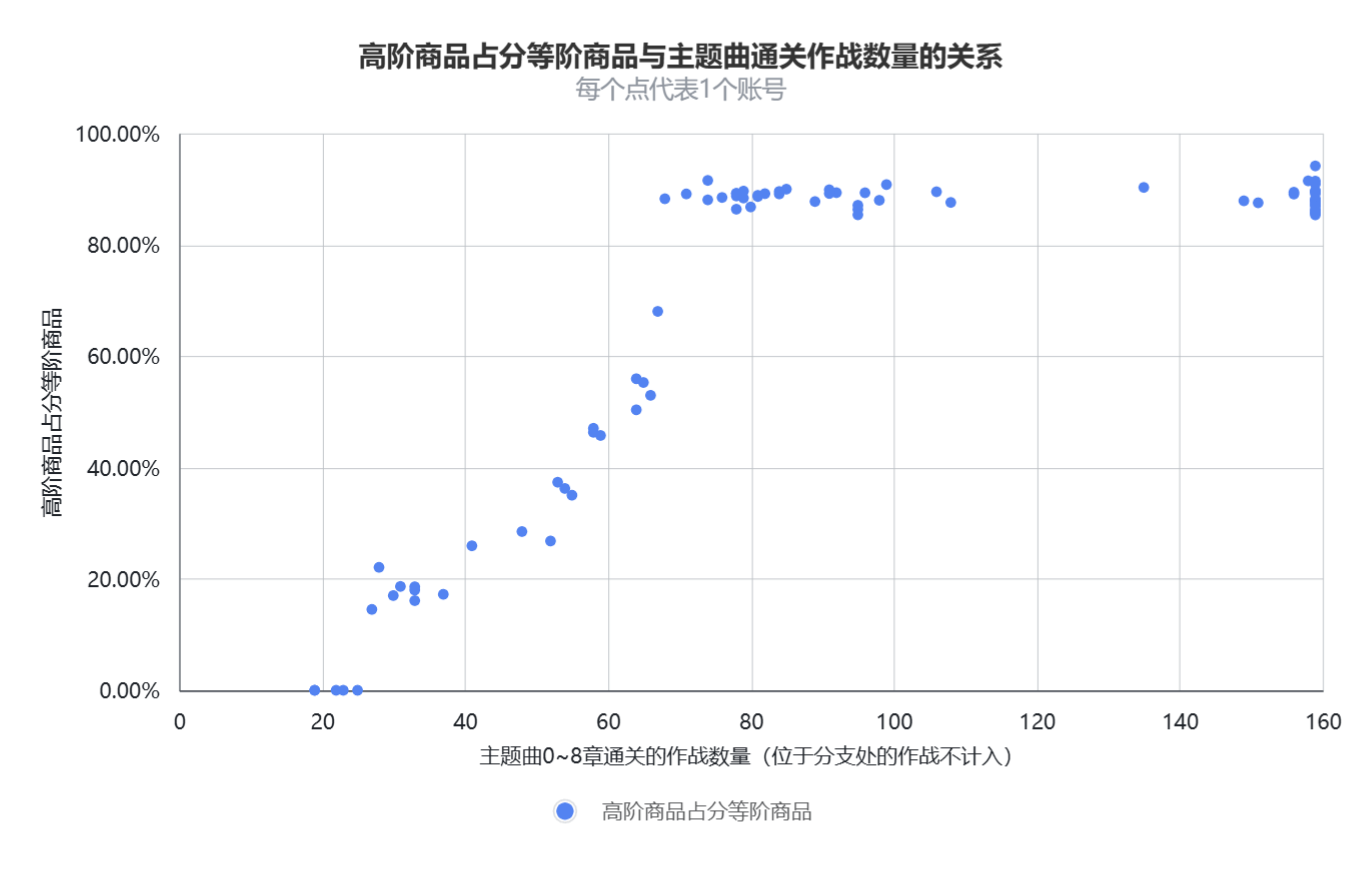 高阶商品占分等阶商品与主题曲通关作战数量的关系
每个点代表1个账号
高阶商品占分等阶商品
100.00%
80.00%
60.00%
40.00%
20.00%
0.00%
0 20 40 60 80 100 120 140 160
主题曲0~8章通关的作战数量（位于分支处的作战不计入）
高阶商品占分等阶商品